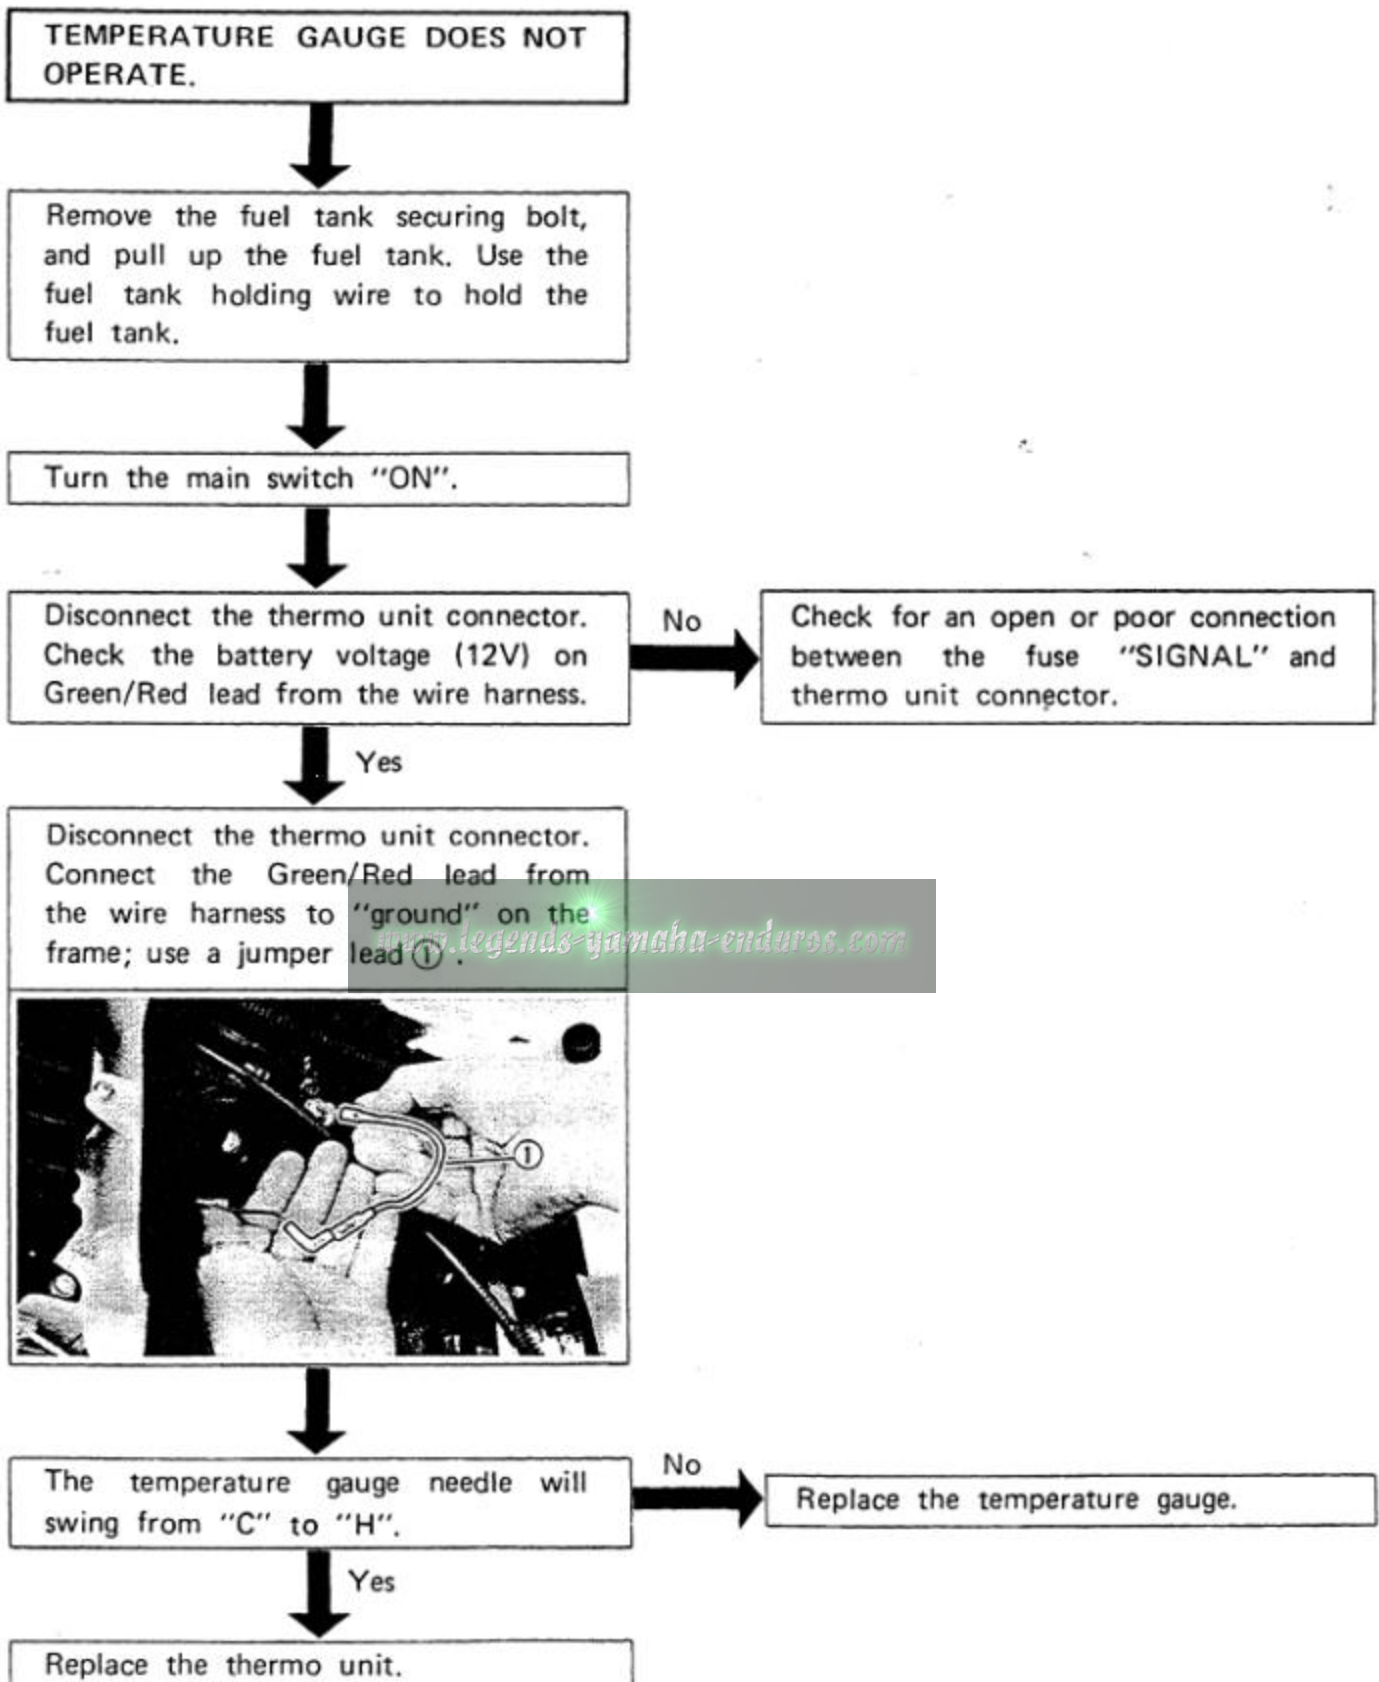 TEMPERATURE GAUGE DOES NOT
OPERATE.
Remove the fuel tank securing bolt,
and pull up the fuel tank. Use the
fuel tank holding wire to hold the
fuel tank.
Turn the main switch "ON".
Disconnect the thermo unit connector.
Check the battery voltage (12V) on
Green/Red lead from the wire harness.
No
Check for an open or poor connection
between the fuse "SIGNAL" and
thermo unit connector.
Yes
Disconnect the thermo unit connector.
Connect the Green/Red lead from
the wire harness to "ground" on the
frame; use a jumper lead ① .
www.legends-yamaha-enduros.com
①
The temperature gauge needle will
swing from "C" to "H".
No
Replace the temperature gauge.
Yes
Replace the thermo unit.